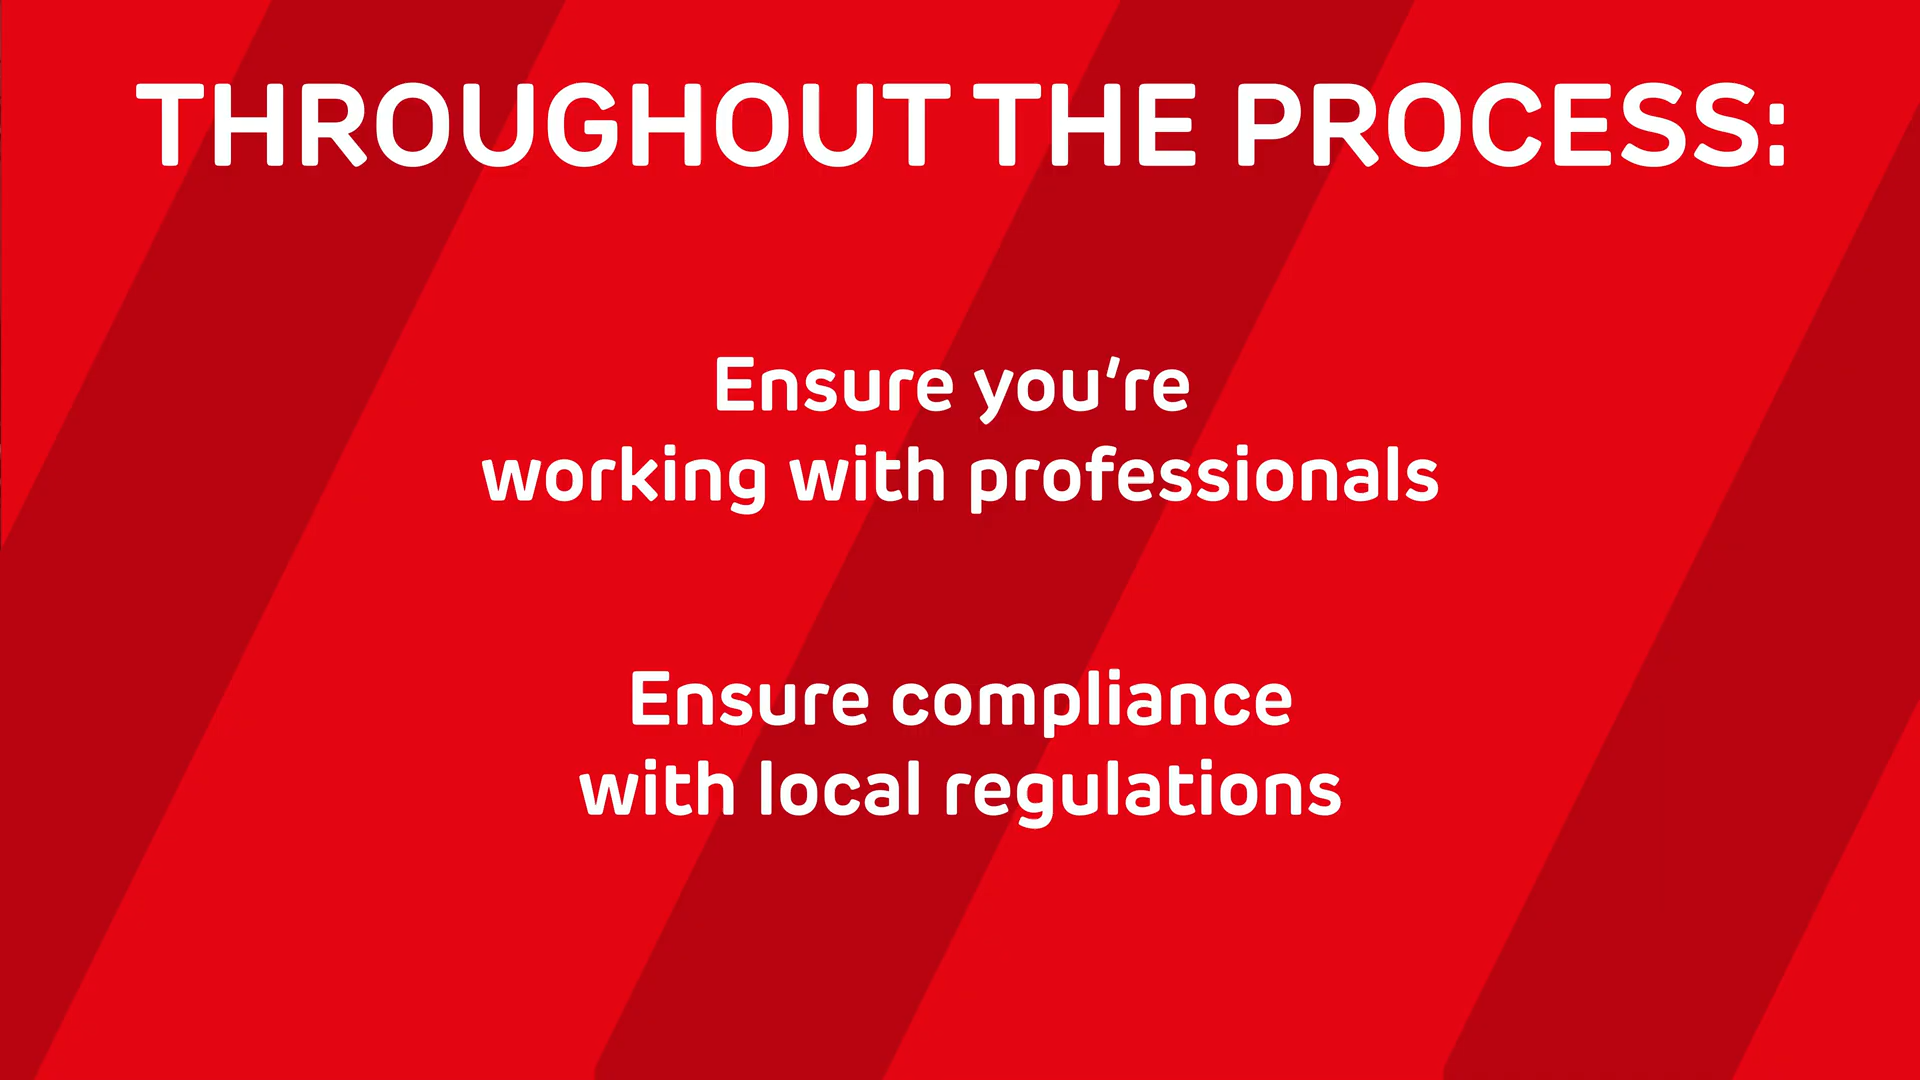 THROUGHOUT THE PROCESS:
Ensure you’re
working with professionals
Ensure compliance
with local regulations